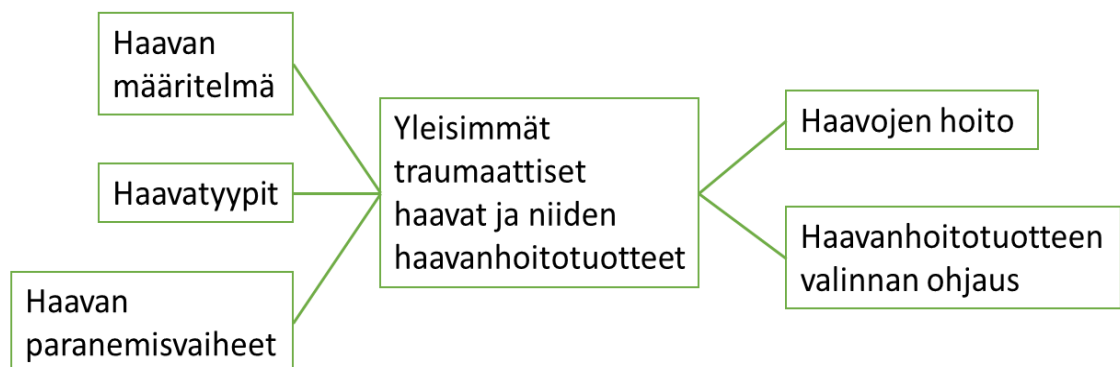 Haavan
määritelmä
Haavatyypit
Haavan
paranemisvaiheet
Yleisimmät
traumaattiset
haavat ja niiden
haavanhoitotuotteet
Haavojen hoito
Haavanhoitotuotteen
valinnan ohjaus